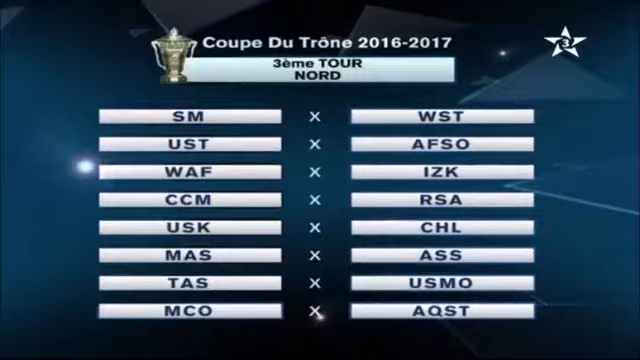 Coupe Du Trône 2016-2017
3
3ème TOUR
NORD
SM x WST
UST x AFSO
WAF x IZK
CCM x RSA
USK x CHL
MAS x ASS
TAS x USMO
MCO x AQST